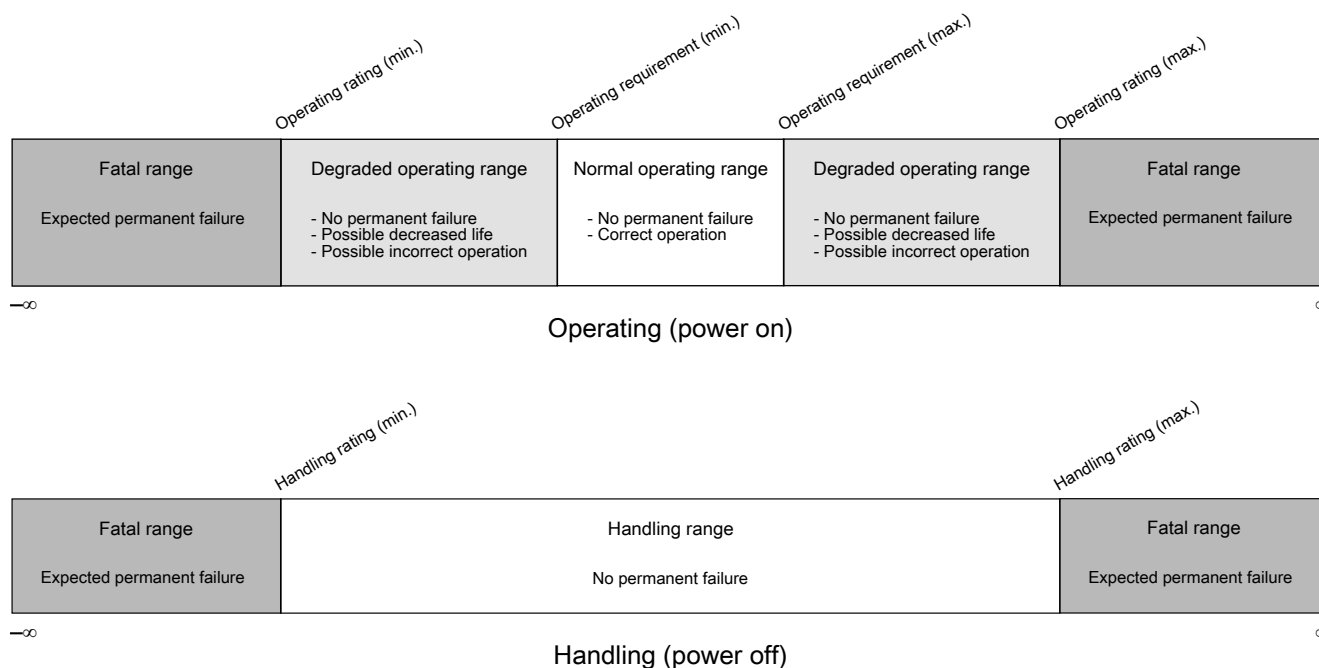 Operating rating (min.)
Operating requirement (min.)
Operating requirement (max.)
Operating rating (max.)
Fatal range
Degraded operating range
Normal operating range
Degraded operating range
Fatal range
Expected permanent failure
- No permanent failure
- Possible decreased life
- Possible incorrect operation
- No permanent failure
- Correct operation
- No permanent failure
- Possible decreased life
- Possible incorrect operation
Expected permanent failure
–∞
Operating (power on)
Handling rating (min.)
Handling rating (max.)
Fatal range
Handling range
Fatal range
Expected permanent failure
No permanent failure
Expected permanent failure
–∞
Handling (power off)